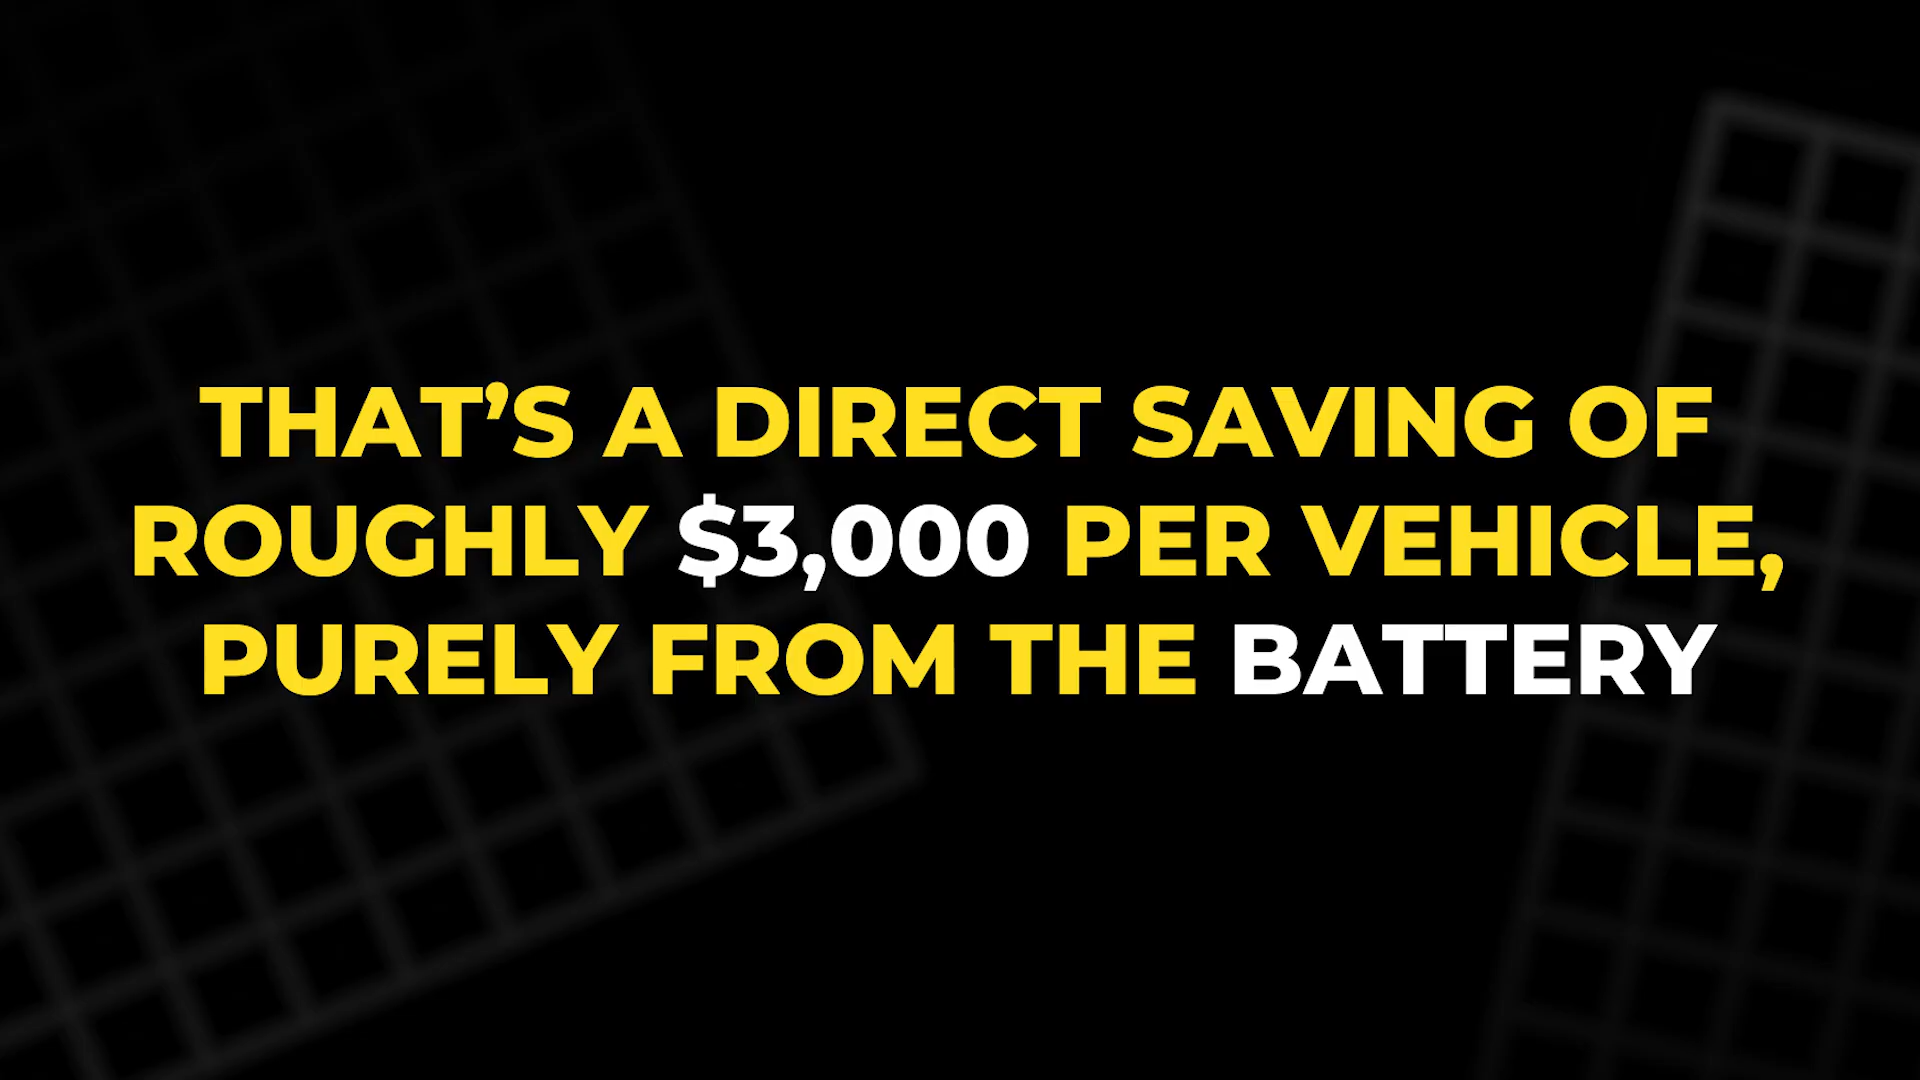 THAT’S A DIRECT SAVING OF
ROUGHLY $3,000 PER VEHICLE,
PURELY FROM THE BATTERY